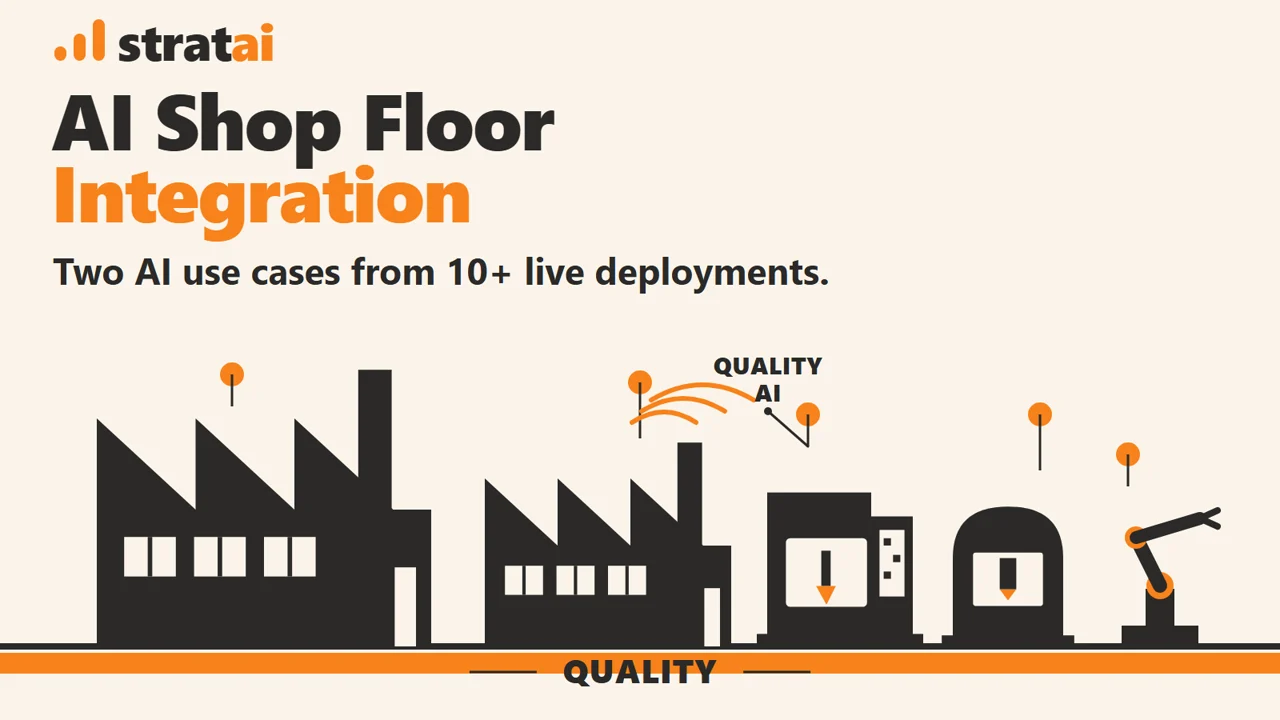 stratai
AI Shop Floor
Integration
Two AI use cases from 10+ live deployments.
QUALITY
AI
QUALITY